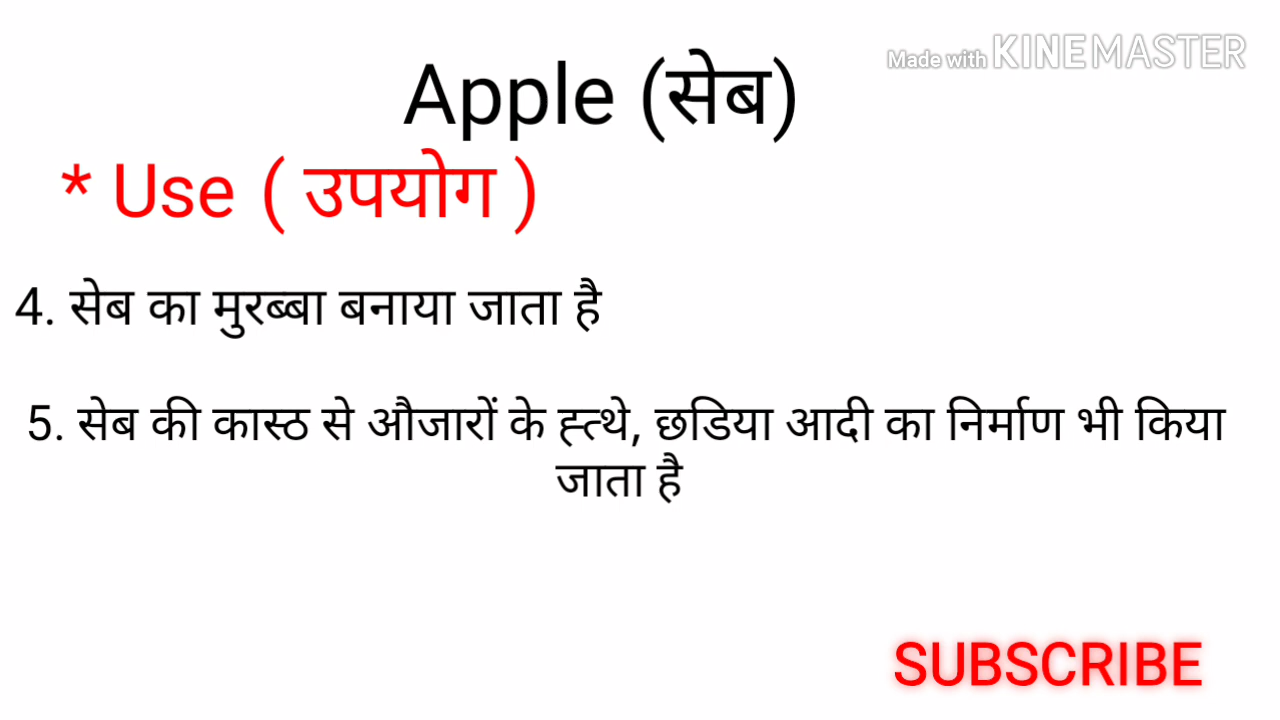 Made with KINEMASTER
Apple (सेब)
* Use ( उपयोग )
4. सेब का मुरब्बा बनाया जाता है
5. सेब की कास्ठ से औजारों के ह्त्थे, छडिया आदी का निर्माण भी किया
जाता है
SUBSCRIBE